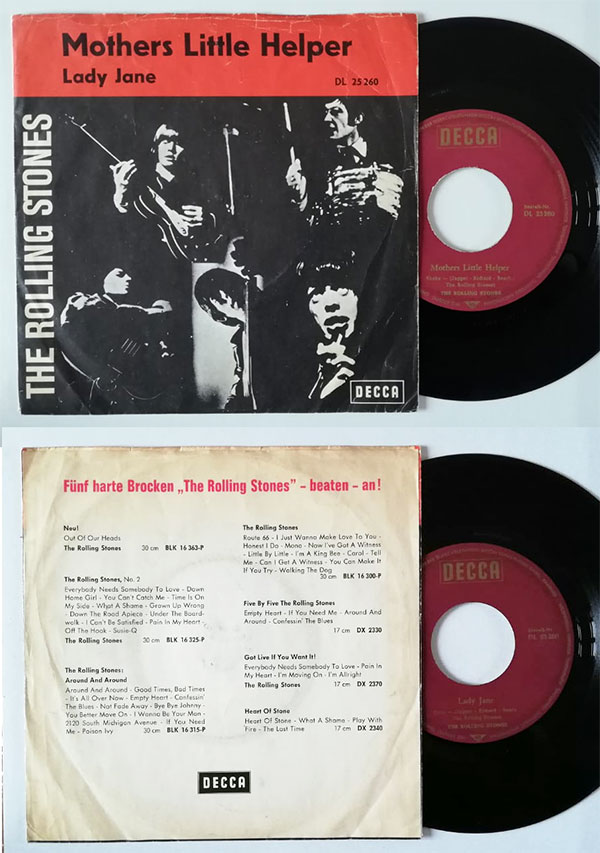 Mothers Little Helper
Lady Jane
DL 25 260
THE ROLLING STONES
DECCA
DECCA
DL 25 260
Mothers Little Helper
The Rolling Stones
THE ROLLING STONES
Fünf harte Brocken „The Rolling Stones” – beaten – an!
Neu!
Out Of Our Heads
The Rolling Stones 30 cm BLK 16 363-P
The Rolling Stones, No. 2
Everybody Needs Somebody To Love - Down
Home Girl - You Can't Catch Me - Time Is On
My Side - What A Shame - Grown Up Wrong
- Down The Road Apiece - Under The Board-
walk - I Can't Be Satisfied - Pain In My Heart -
Off The Hook - Susie-Q
The Rolling Stones 30 cm BLK 16 325-P
The Rolling Stones:
Around And Around
Around And Around - Good Times, Bad Times
- It's All Over Now - Empty Heart - Confessin'
The Blues - Not Fade Away - Bye Bye Johnny -
You Better Move On - I Wanna Be Your Man -
2120 South Michigan Avenue - If You Need
Me - Poison Ivy 30 cm BLK 16 315-P
The Rolling Stones
Route 66 - I Just Wanna Make Love To You -
Honest I Do - Mona - Now I've Got A Witness
- Little By Little - I'm A King Bee - Carol - Tell
Me - Can I Get A Witness - You Can Make It
If You Try - Walking The Dog
30 cm BLK 16 300-P
Five By Five The Rolling Stones
Empty Heart - If You Need Me - Around And
Around - Confessin' The Blues
17 cm DX 2330
Got Live If You Want It!
Everybody Needs Somebody To Love - Pain In
My Heart - I'm Moving On - I'm Alright
The Rolling Stones 17 cm DX 2370
Heart Of Stone
Heart Of Stone - What A Shame - Play With
Fire - The Last Time 17 cm DX 2340
DECCA
DECCA
Lady Jane
The Rolling Stones
THE ROLLING STONES